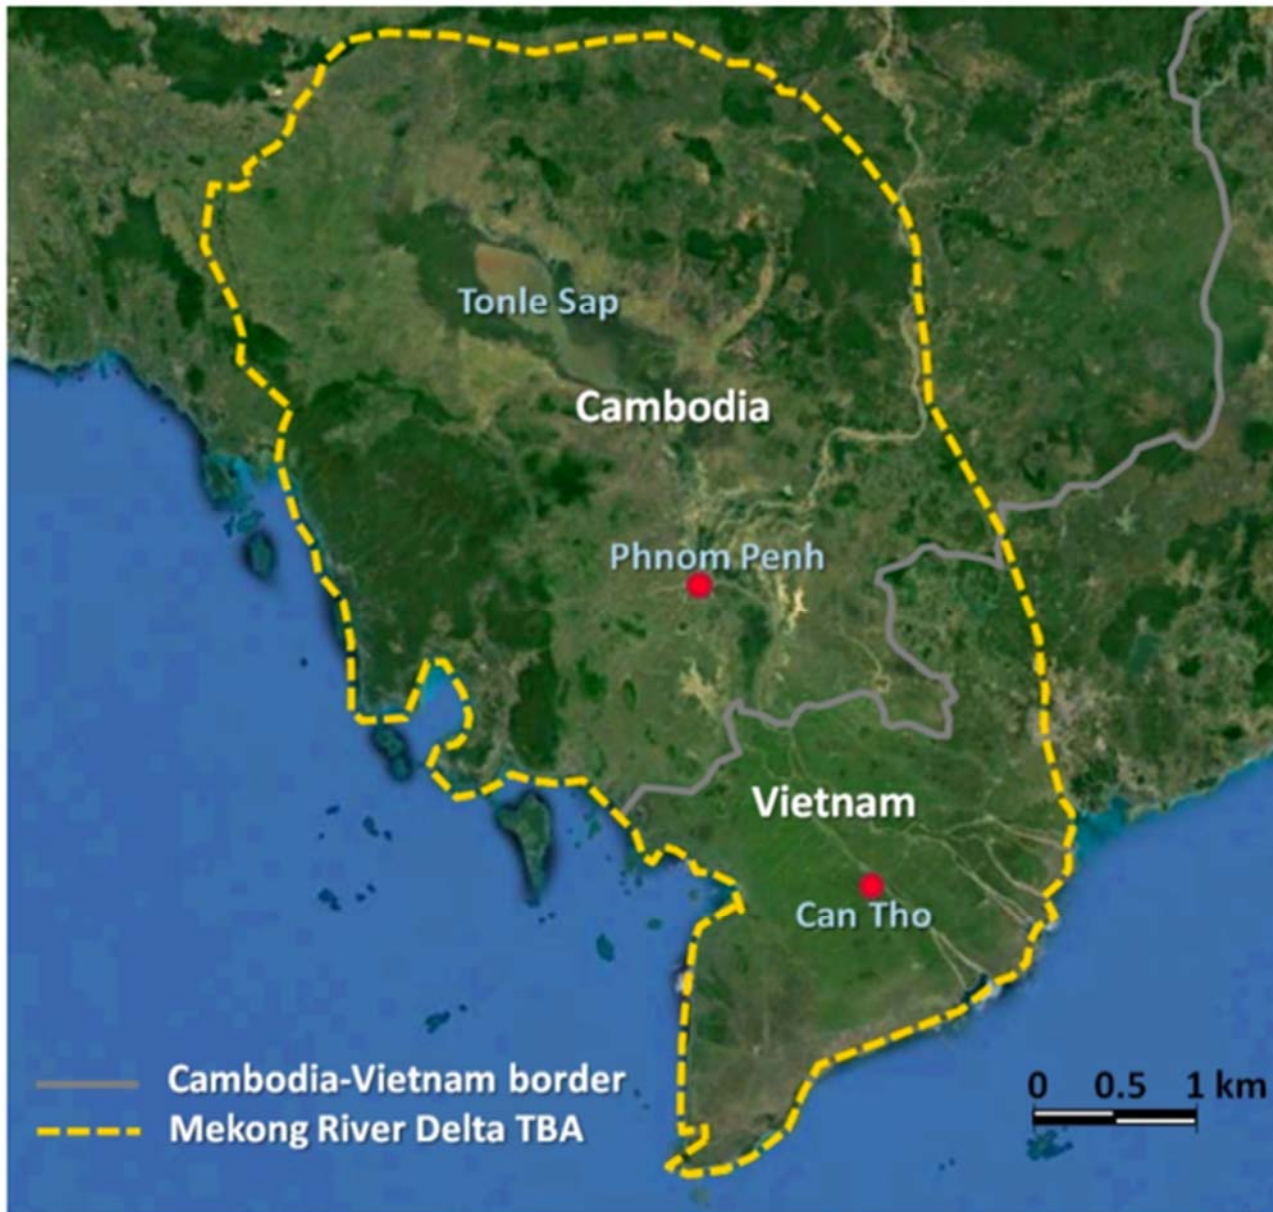 Tonle Sap
Cambodia
Phnom Penh
Vietnam
Can Tho
Cambodia-Vietnam border
Mekong River Delta TBA
0 0.5 1 km